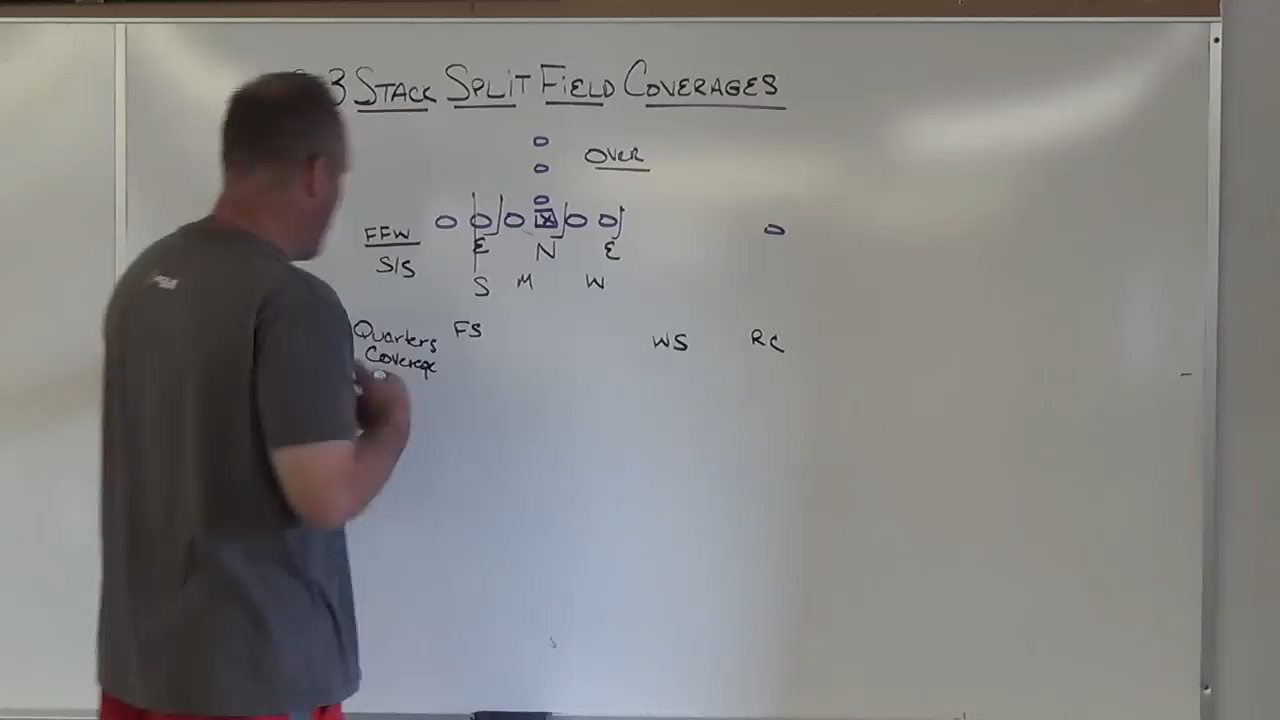 3 STACK SPLIT FIELD COVERAGES
OVER
X
FFW
S/S
E N E
S M W
Quarters
Coverage
FS
WS RC